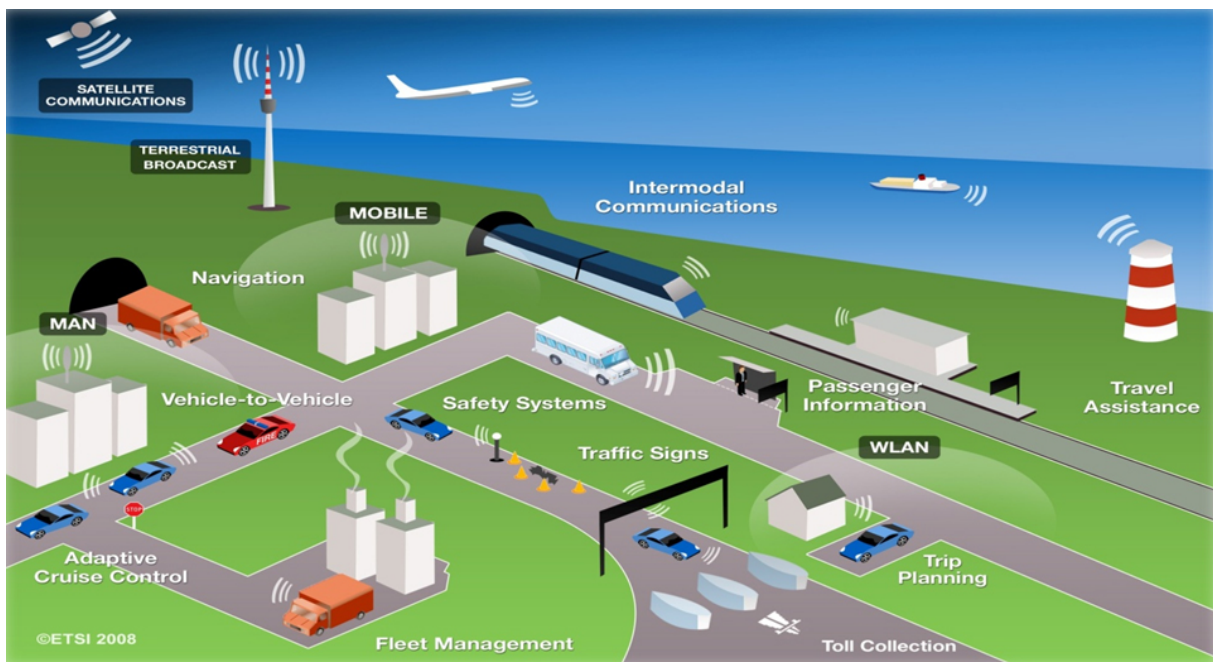 SATELLITE
COMMUNICATIONS
TERRESTRIAL
BROADCAST
Intermodal
Communications
MOBILE
Navigation
MAN
Vehicle-to-Vehicle
Safety Systems
Passenger
Information
Travel
Assistance
FIRE
Traffic Signs
WLAN
STOP
Adaptive
Cruise Control
Trip
Planning
©ETSI 2008
Fleet Management
Toll Collection